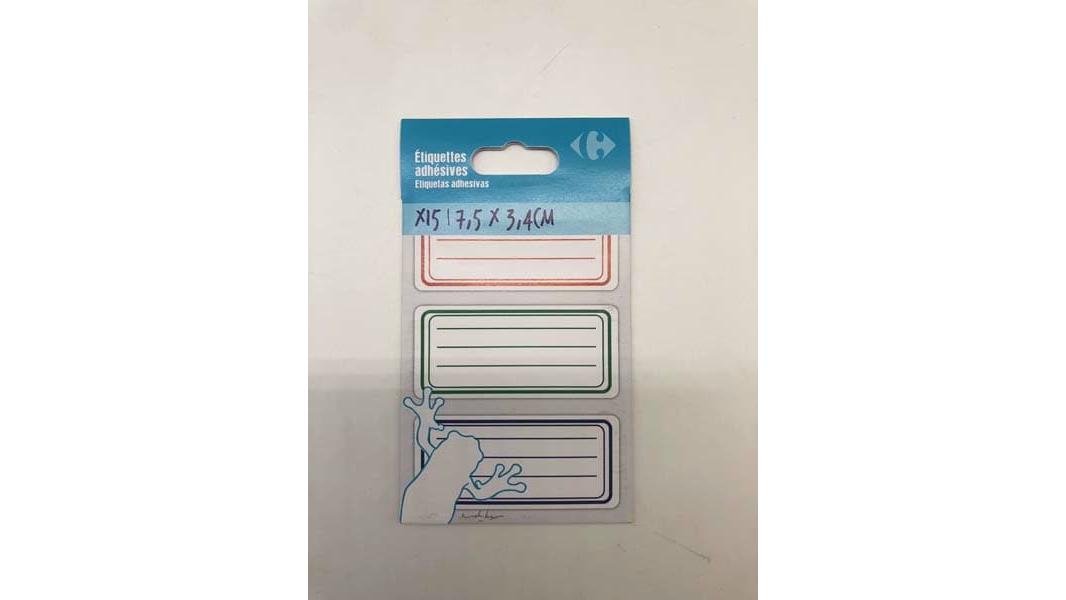 Étiquettes
adhésives
Etiquetas adhesivas
X15 | 7,5 X 3,4CM